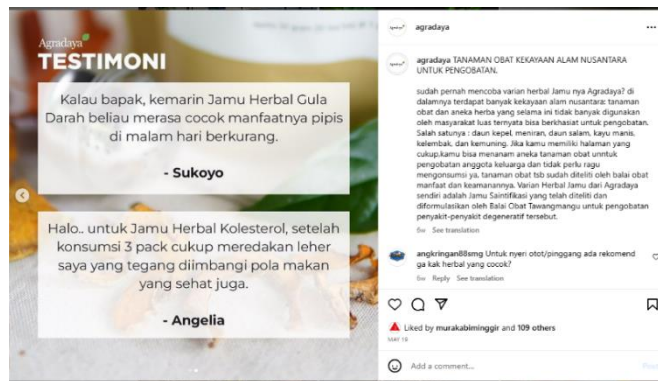 Agradaya
TESTIMONI
Kalau bapak, kemarin Jamu Herbal Gula
Darah beliau merasa cocok manfaatnya pipis
di malam hari berkurang.
- Sukoyo
Halo.. untuk Jamu Herbal Kolesterol, setelah
konsumsi 3 pack cukup meredakan leher
saya yang tegang diimbangi pola makan
yang sehat juga.
- Angelia
agradaya
agradaya TANAMAN OBAT KEKAYAAN ALAM NUSANTARA
UNTUK PENGOBATAN.
sudah pernah mencoba varian herbal Jamu nya Agradaya? di
dalamnya terdapat banyak kekayaan alam nusantara: tanaman
obat dan aneka herba yang selama ini tidak banyak digunakan
oleh masyarakat luas ternyata bisa berkhasiat untuk pengobatan.
Salah satunya : daun kepel, meniran, daun salam, kayu manis,
kelembak, dan kemuning. Jika kamu memiliki halaman yang
cukup,kamu bisa menanam aneka tanaman obat unntuk
pengobatan anggota keluarga dan tidak perlu ragu
mengonsumsi ya, tanaman obat tsb sudah diteliti oleh balai obat
manfaat dan keamanannya. Varian Herbal Jamu dari Agradaya
sendiri adalah Jamu Saintifikasi yang telah diteliti dan
diformulasikan oleh Balai Obat Tawangmangu untuk pengobatan
penyakit-penyakit degeneratif tersebut.
6w See translation
angkringan88smg Untuk nyeri otot/pinggang ada rekomend
ga kak herbal yang cocok?
6w Reply See translation
Liked by murakabiminggir and 109 others
MAY 18
Add a comment...
Post